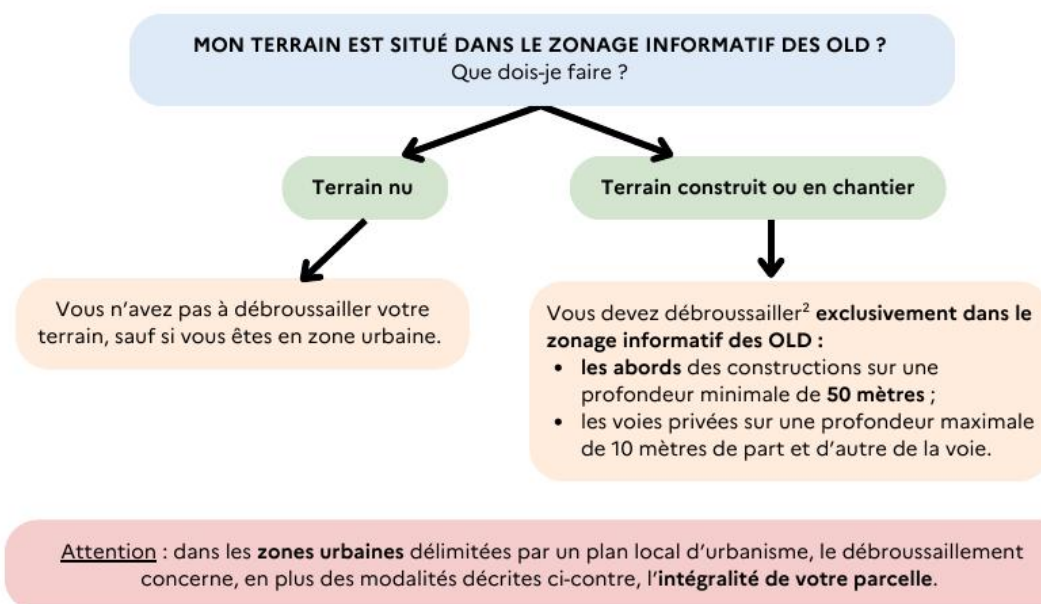 MON TERRAIN EST SITUÉ DANS LE ZONAGE INFORMATIF DES OLD ?
Que dois-je faire ?
Terrain nu
Terrain construit ou en chantier
Vous n’avez pas à débroussailler votre
terrain, sauf si vous êtes en zone urbaine.
Vous devez débroussailler² exclusivement dans le
zonage informatif des OLD :
• les abords des constructions sur une
profondeur minimale de 50 mètres ;
• les voies privées sur une profondeur maximale
de 10 mètres de part et d’autre de la voie.
Attention : dans les zones urbaines délimitées par un plan local d’urbanisme, le débroussaillement
concerne, en plus des modalités décrites ci-contre, l’intégralité de votre parcelle.